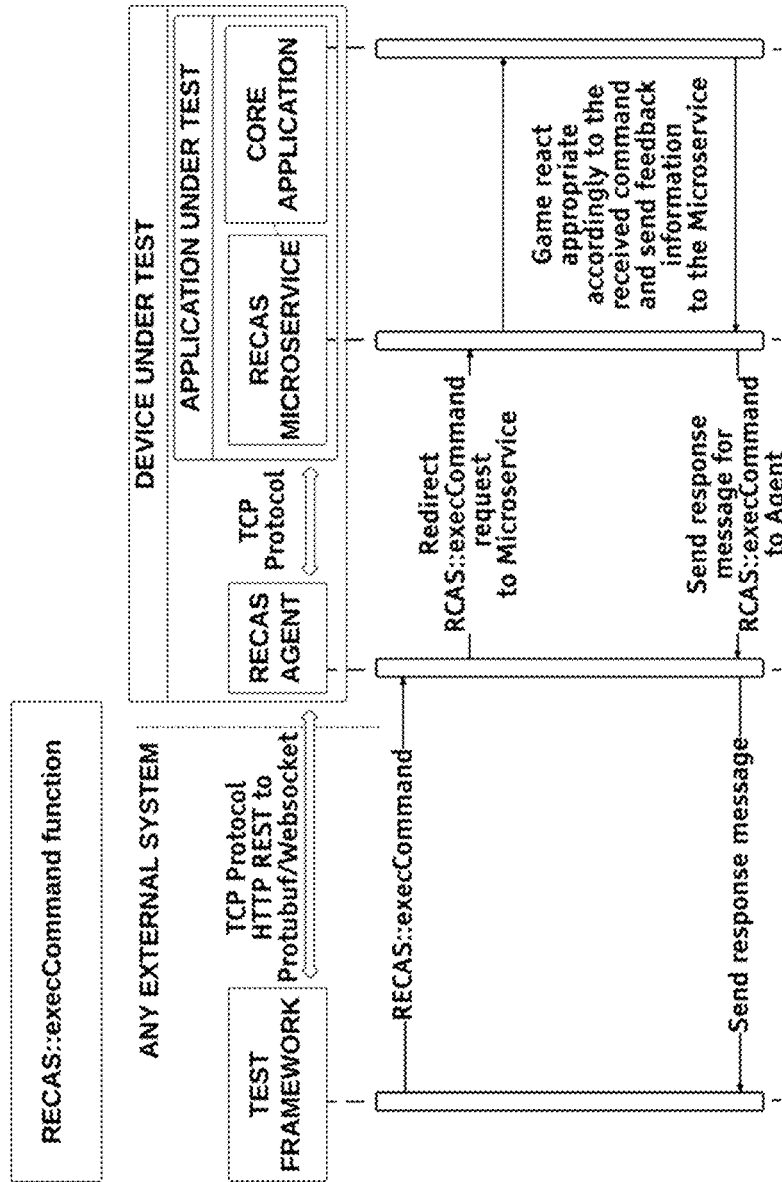 RECAS::execCommand function
ANY EXTERNAL SYSTEM
DEVICE UNDER TEST
APPLICATION UNDER TEST
TEST
FRAMEWORK
TCP Protocol
HTTP REST to
Protubuf/Websocket
RECAS
AGENT
TCP
Protocol
RECAS
MICROSERVICE
CORE
APPLICATION
RECAS::execCommand
Redirect
RCAS::execCommand
request
to Microservice
Game react
appropriate
accordingly to the
received command
and send feedback
information
to the Microservice
Send response message
Send response
message for
RCAS::execCommand
to Agent